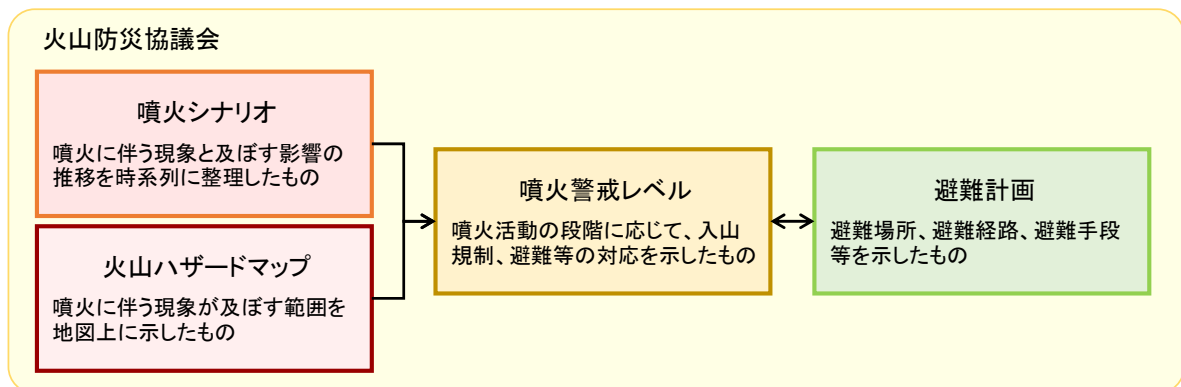 火山防災協議会
噴火シナリオ
噴火に伴う現象と及ぼす影響の
推移を時系列に整理したもの
火山ハザードマップ
噴火に伴う現象が及ぼす範囲を
地図上に示したもの
噴火警戒レベル
噴火活動の段階に応じて、入山
規制、避難等の対応を示したもの
避難計画
避難場所、避難経路、避難手段
等を示したもの